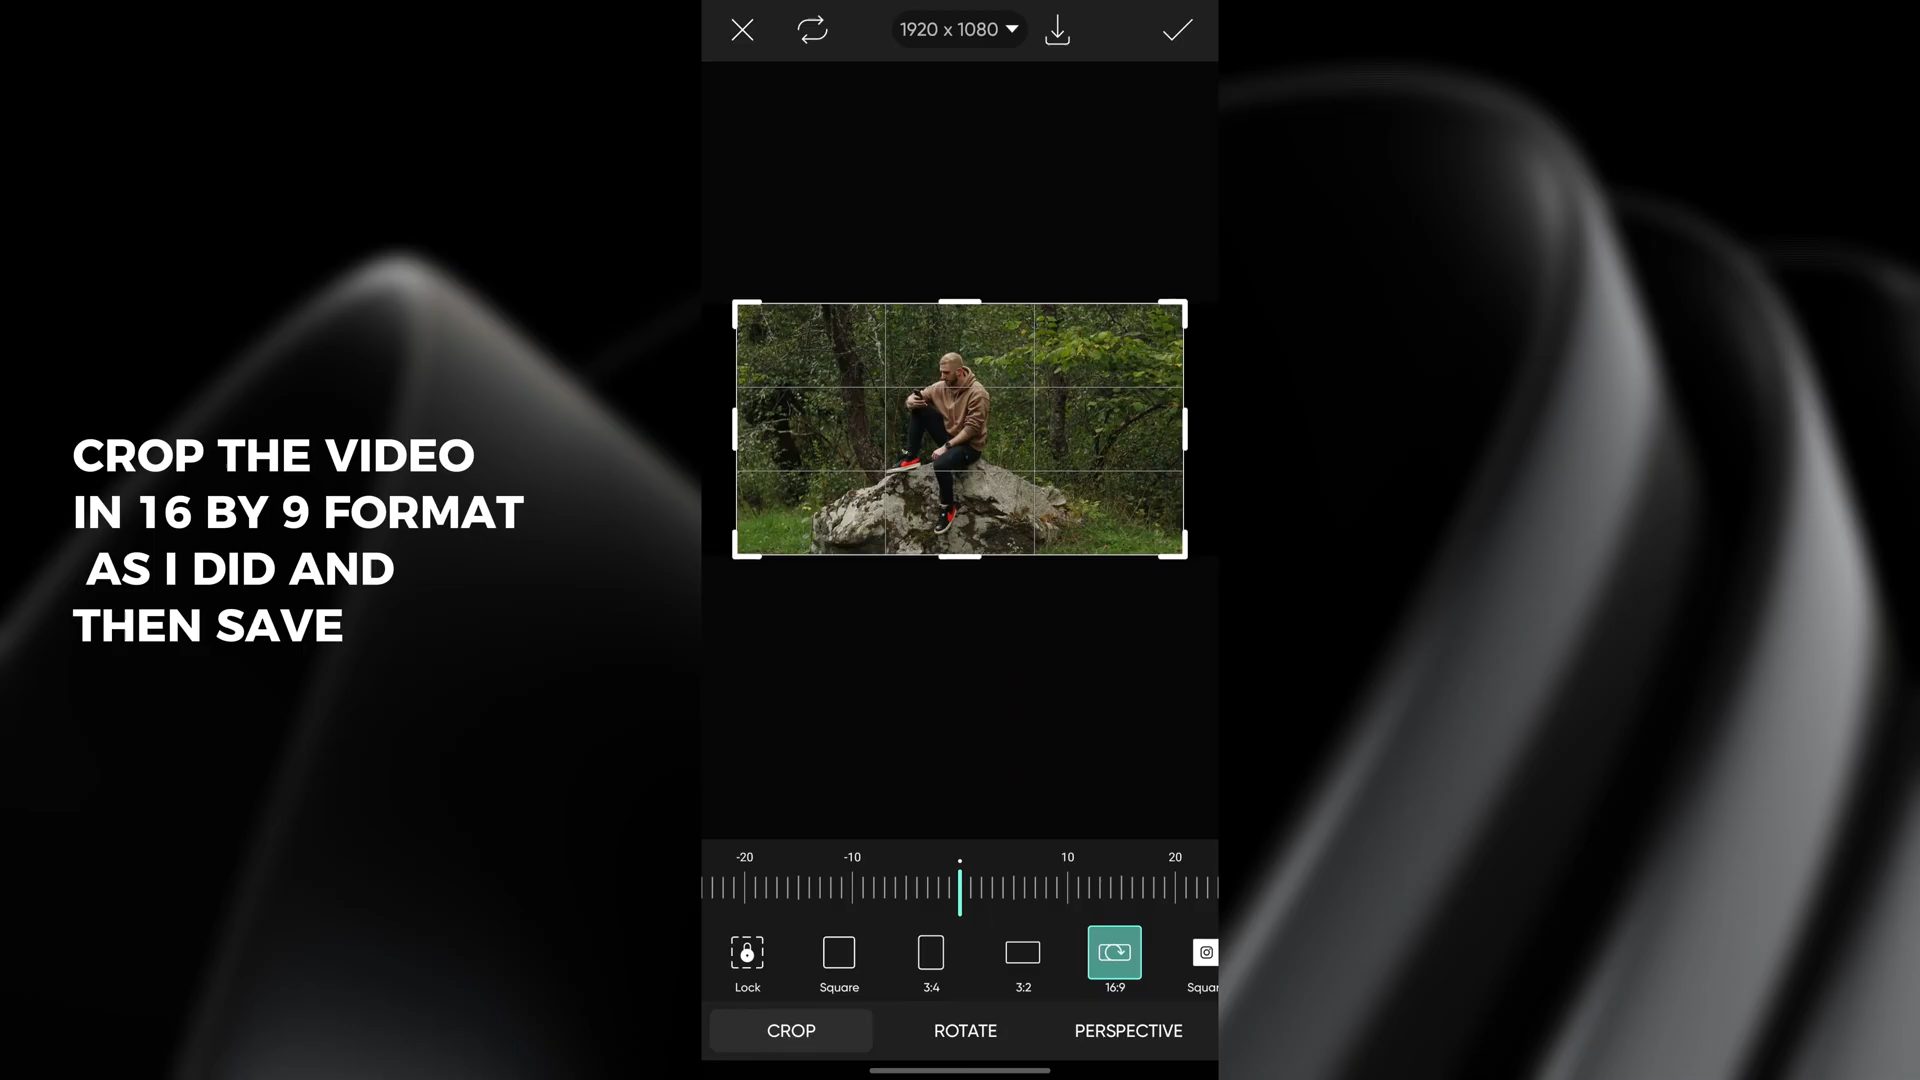 1920 x 1080
CROP THE VIDEO
IN 16 BY 9 FORMAT
AS I DID AND
THEN SAVE
-20 -10 10 20
Lock Square 3:4 3:2 16:9 Squar
CROP ROTATE PERSPECTIVE